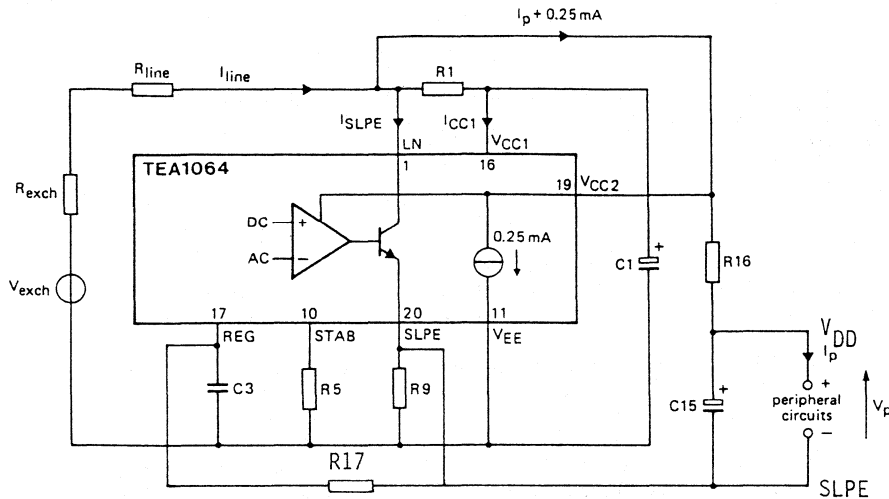 Ip + 0.25 mA
Rline
Iline
R1
ISLPE
ICC1
LN
VCC1
TEA1064
1
16
19
VCC2
Rexch
DC
+
0.25 mA
AC
−
C1
+
R16
Vexch
17
10
20
11
REG
STAB
SLPE
VEE
VDD
Ip
C3
R5
R9
C15
+
+
peripheral
circuits
−
Vp
R17
SLPE